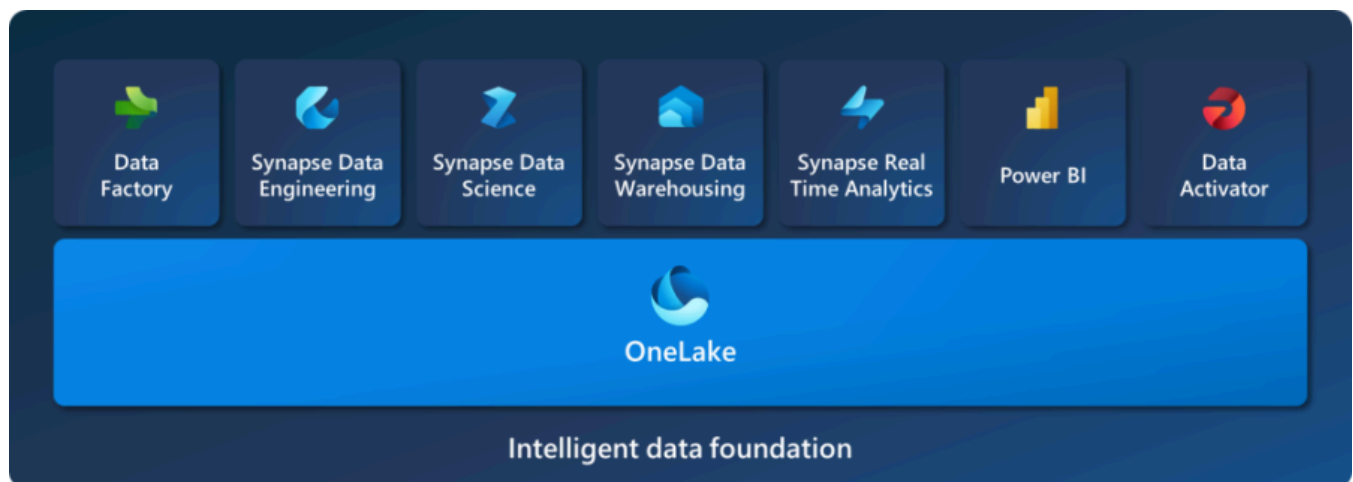 Data
Factory
Synapse Data
Engineering
Synapse Data
Science
Synapse Data
Warehousing
Synapse Real
Time Analytics
Power BI
Data
Activator
OneLake
Intelligent data foundation